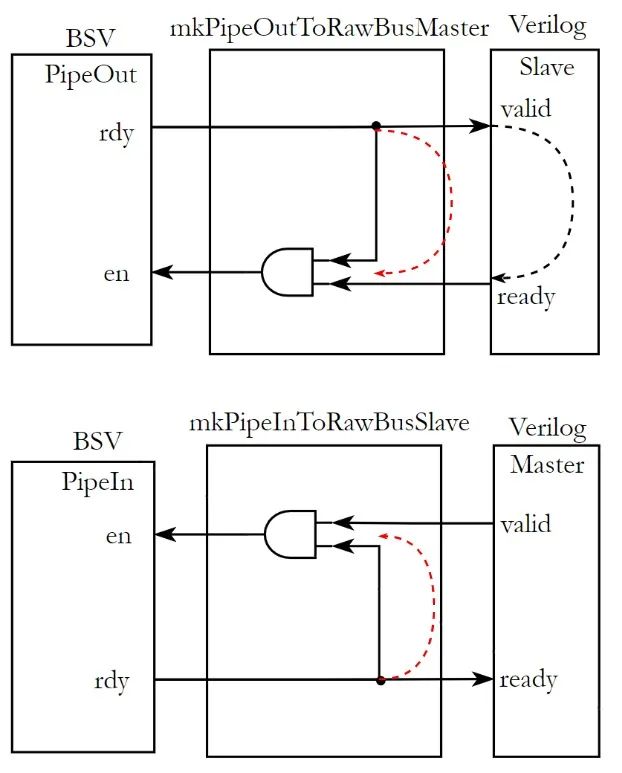 BSV
mkPipeOutToRawBusMaster
Verilog
PipeOut
Slave
rdy
valid
en
ready
BSV
mkPipeInToRawBusSlave
Verilog
PipeIn
Master
en
valid
rdy
ready